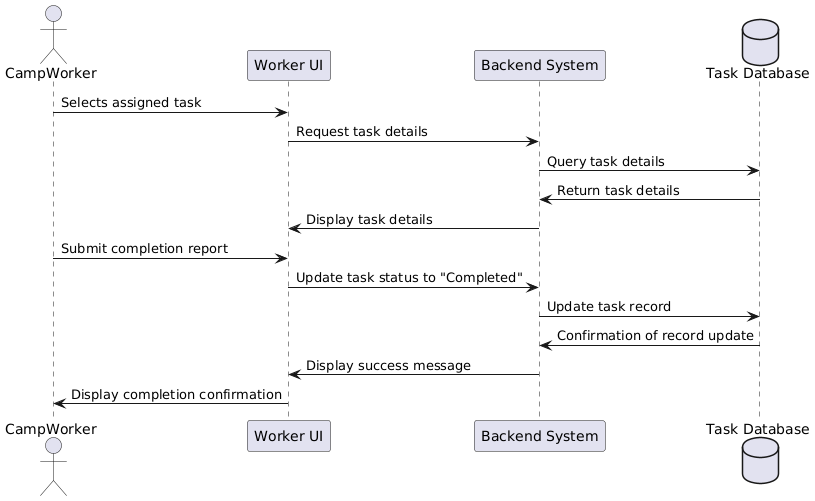 CampWorker
Worker UI
Backend System
Task Database
Selects assigned task
Request task details
Query task details
Return task details
Display task details
Submit completion report
Update task status to "Completed"
Update task record
Confirmation of record update
Display success message
Display completion confirmation
CampWorker
Worker UI
Backend System
Task Database